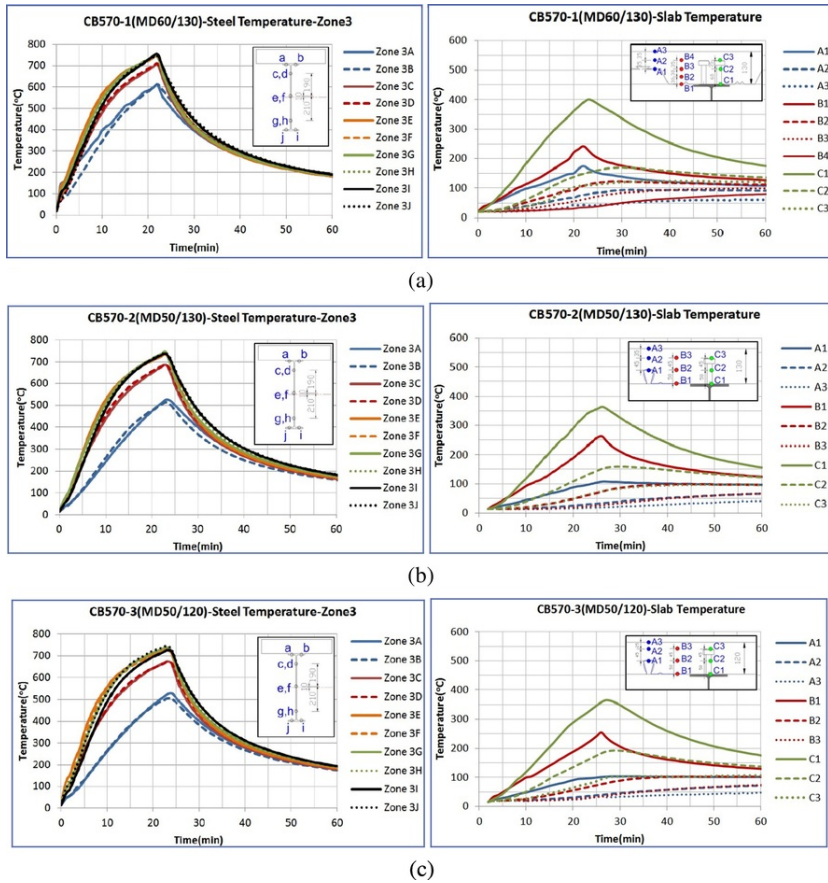 CB570-1(MD60/130)-Steel Temperature-Zone3
Temperature(°C)
800
700
600
500
400
300
200
100
0
0 10 20 30 40 50 60
Time(min)
a b
c,d
e,f
g,h
j i
210 10 190
Zone 3A
Zone 3B
Zone 3C
Zone 3D
Zone 3E
Zone 3F
Zone 3G
Zone 3H
Zone 3I
Zone 3J
CB570-1(MD60/130)-Slab Temperature
Temperature(°C)
600
500
400
300
200
100
0
0 10 20 30 40 50 60
Time(min)
A3
A2
A1
B4
B3
B2
B1
C3
C2
C1
130
A1
A2
A3
B1
B2
B3
B4
C1
C2
C3
(a)
CB570-2(MD50/130)-Steel Temperature-Zone3
Temperature(°C)
800
700
600
500
400
300
200
100
0
0 10 20 30 40 50 60
Time(min)
a b
c,d
e,f
g,h
j i
210 10 190
Zone 3A
Zone 3B
Zone 3C
Zone 3D
Zone 3E
Zone 3F
Zone 3G
Zone 3H
Zone 3I
Zone 3J
CB570-2(MD50/130)-Slab Temperature
Temperature(°C)
600
500
400
300
200
100
0
0 10 20 30 40 50 60
Time(min)
A3
A2
A1
B3
B2
B1
C3
C2
C1
130
A1
A2
A3
B1
B2
B3
C1
C2
C3
(b)
CB570-3(MD50/120)-Steel Temperature-Zone3
Temperature(°C)
800
700
600
500
400
300
200
100
0
0 10 20 30 40 50 60
Time(min)
a b
c,d
e,f
g,h
j i
210 10 190
Zone 3A
Zone 3B
Zone 3C
Zone 3D
Zone 3E
Zone 3F
Zone 3G
Zone 3H
Zone 3I
Zone 3J
CB570-3(MD50/120)-Slab Temperature
Temperature(°C)
600
500
400
300
200
100
0
0 10 20 30 40 50 60
Time(min)
A3
A2
A1
B3
B2
B1
C3
C2
C1
120
A1
A2
A3
B1
B2
B3
C1
C2
C3
(c)